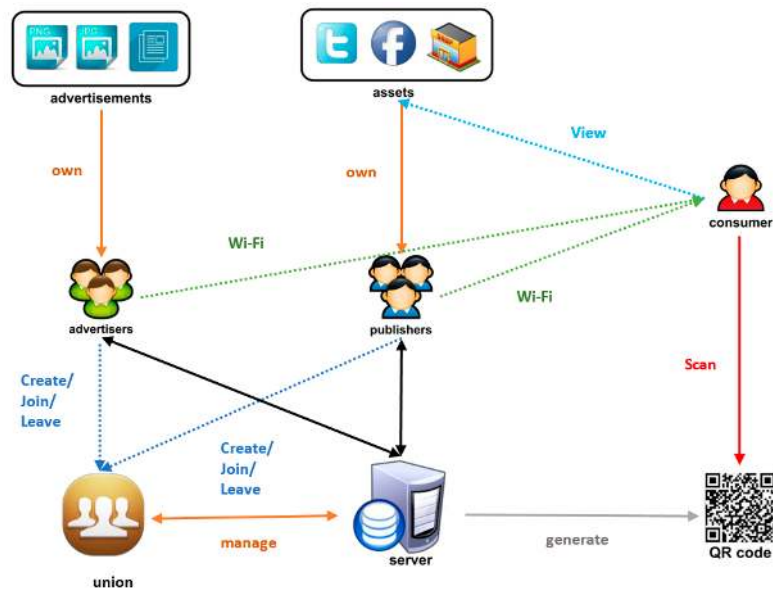 PNG
JPG
advertisements
assets
View
own
own
consumer
Wi-Fi
Wi-Fi
advertisers
publishers
Scan
Create/
Join/
Leave
Create/
Join/
Leave
manage
server
generate
QR code
union